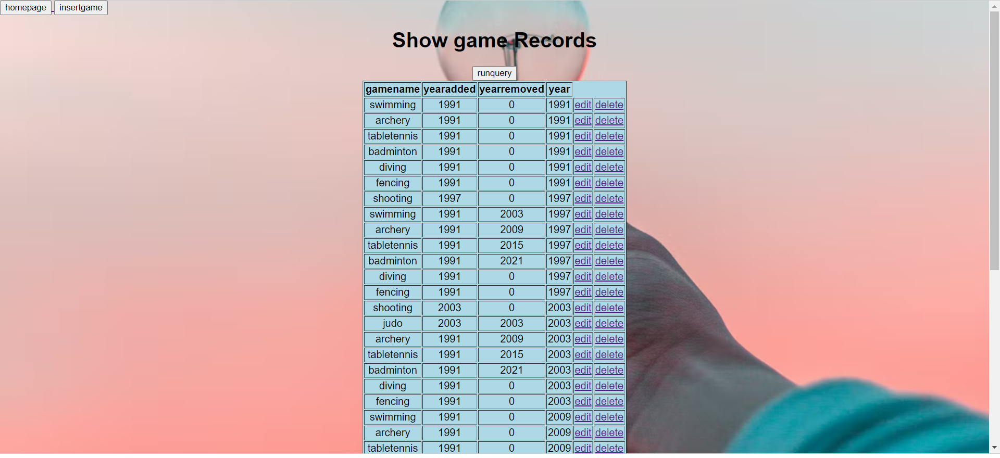 homepage insertgame
Show game Records
runquery
gamename yearadded yearremoved year
swimming 1991 0 1991 edit delete
archery 1991 0 1991 edit delete
tabletennis 1991 0 1991 edit delete
badminton 1991 0 1991 edit delete
diving 1991 0 1991 edit delete
fencing 1991 0 1991 edit delete
shooting 1997 0 1997 edit delete
swimming 1991 2003 1997 edit delete
archery 1991 2009 1997 edit delete
tabletennis 1991 2015 1997 edit delete
badminton 1991 2021 1997 edit delete
diving 1991 0 1997 edit delete
fencing 1991 0 1997 edit delete
shooting 2003 0 2003 edit delete
judo 2003 2003 2003 edit delete
archery 1991 2009 2003 edit delete
tabletennis 1991 2015 2003 edit delete
badminton 1991 2021 2003 edit delete
diving 1991 0 2003 edit delete
fencing 1991 0 2003 edit delete
swimming 1991 0 2009 edit delete
archery 1991 0 2009 edit delete
tabletennis 1991 0 2009 edit delete